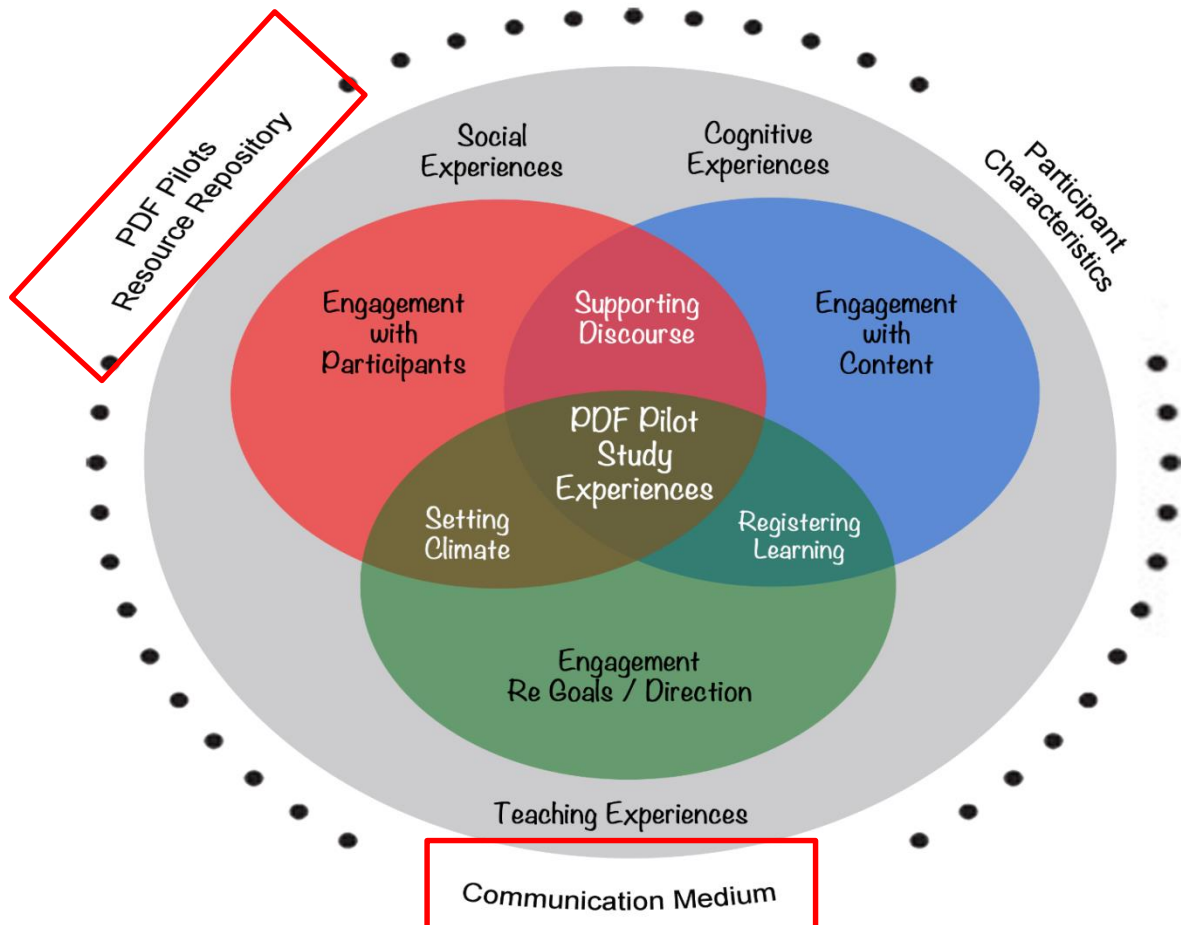 PDF Pilots
Resource Repository
Social
Experiences
Cognitive
Experiences
Participant
Characteristics
Engagement
with
Participants
Supporting
Discourse
Engagement
with
Content
PDF Pilot
Study
Experiences
Setting
Climate
Registering
Learning
Engagement
Re Goals / Direction
Teaching Experiences
Communication Medium